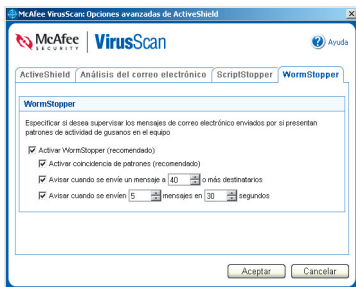 McAfee VirusScan: Opciones avanzadas de ActiveShield
McAfee SECURITY VirusScan
Ayuda
ActiveShield Análisis del correo electrónico ScriptStopper WormStopper
WormStopper
Especificar si desea supervisar los mensajes de correo electrónico enviados por si presentan
patrones de actividad de gusanos en el equipo
Activar WormStopper (recomendado)
Activar coincidencia de patrones (recomendado)
Avisar cuando se envíe un mensaje a 40 o más destinatarios
Avisar cuando se envíen 5 mensajes en 30 segundos
Aceptar Cancelar